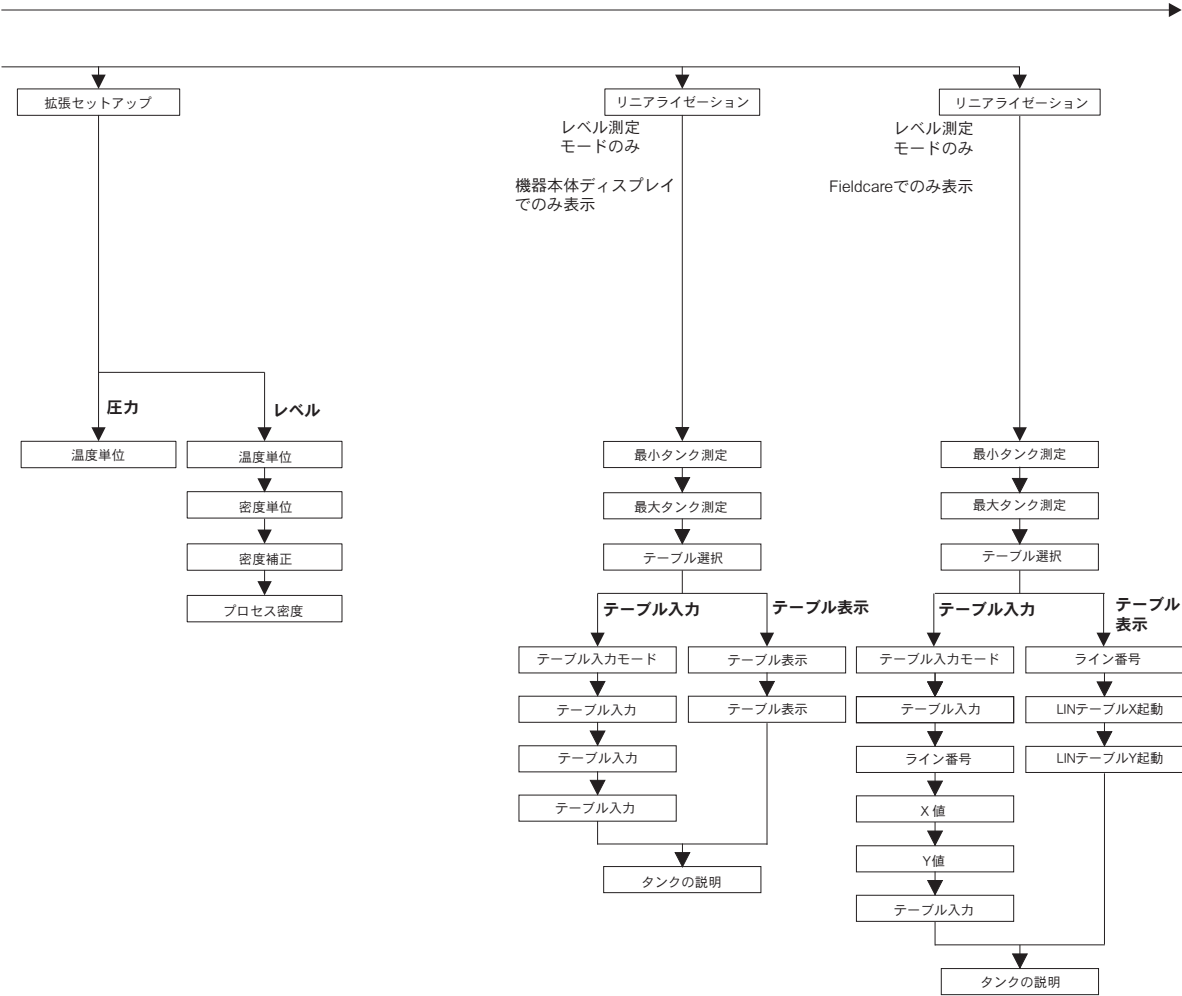 拡張セットアップ
圧力
温度単位
レベル
温度単位
密度単位
密度補正
プロセス密度
リニアライゼーション
レベル測定
モードのみ
機器本体ディスプレイ
でのみ表示
最小タンク測定
最大タンク測定
テーブル選択
テーブル入力
テーブル入力モード
テーブル入力
テーブル入力
テーブル入力
テーブル表示
テーブル表示
テーブル表示
タンクの説明
リニアライゼーション
レベル測定
モードのみ
Fieldcareでのみ表示
最小タンク測定
最大タンク測定
テーブル選択
テーブル入力
テーブル入力モード
テーブル入力
ライン番号
X 値
Y値
テーブル入力
テーブル
表示
ライン番号
LINテーブルX起動
LINテーブルY起動
タンクの説明